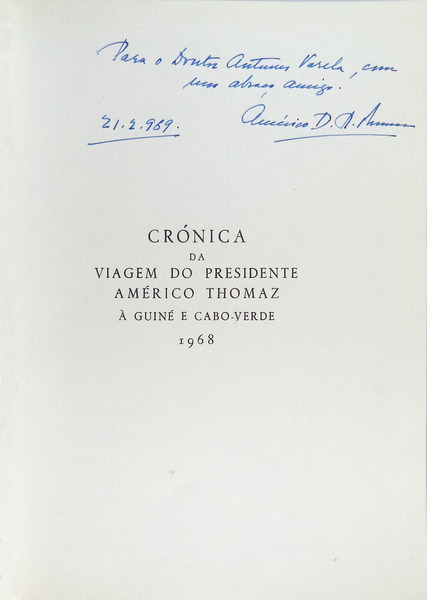 Para o Doutor Antunes Varela, com
um abraço amigo.
21.2.969. Américo D. R. Thomaz
CRÓNICA
DA
VIAGEM DO PRESIDENTE
AMÉRICO THOMAZ
À GUINÉ E CABO-VERDE
1968